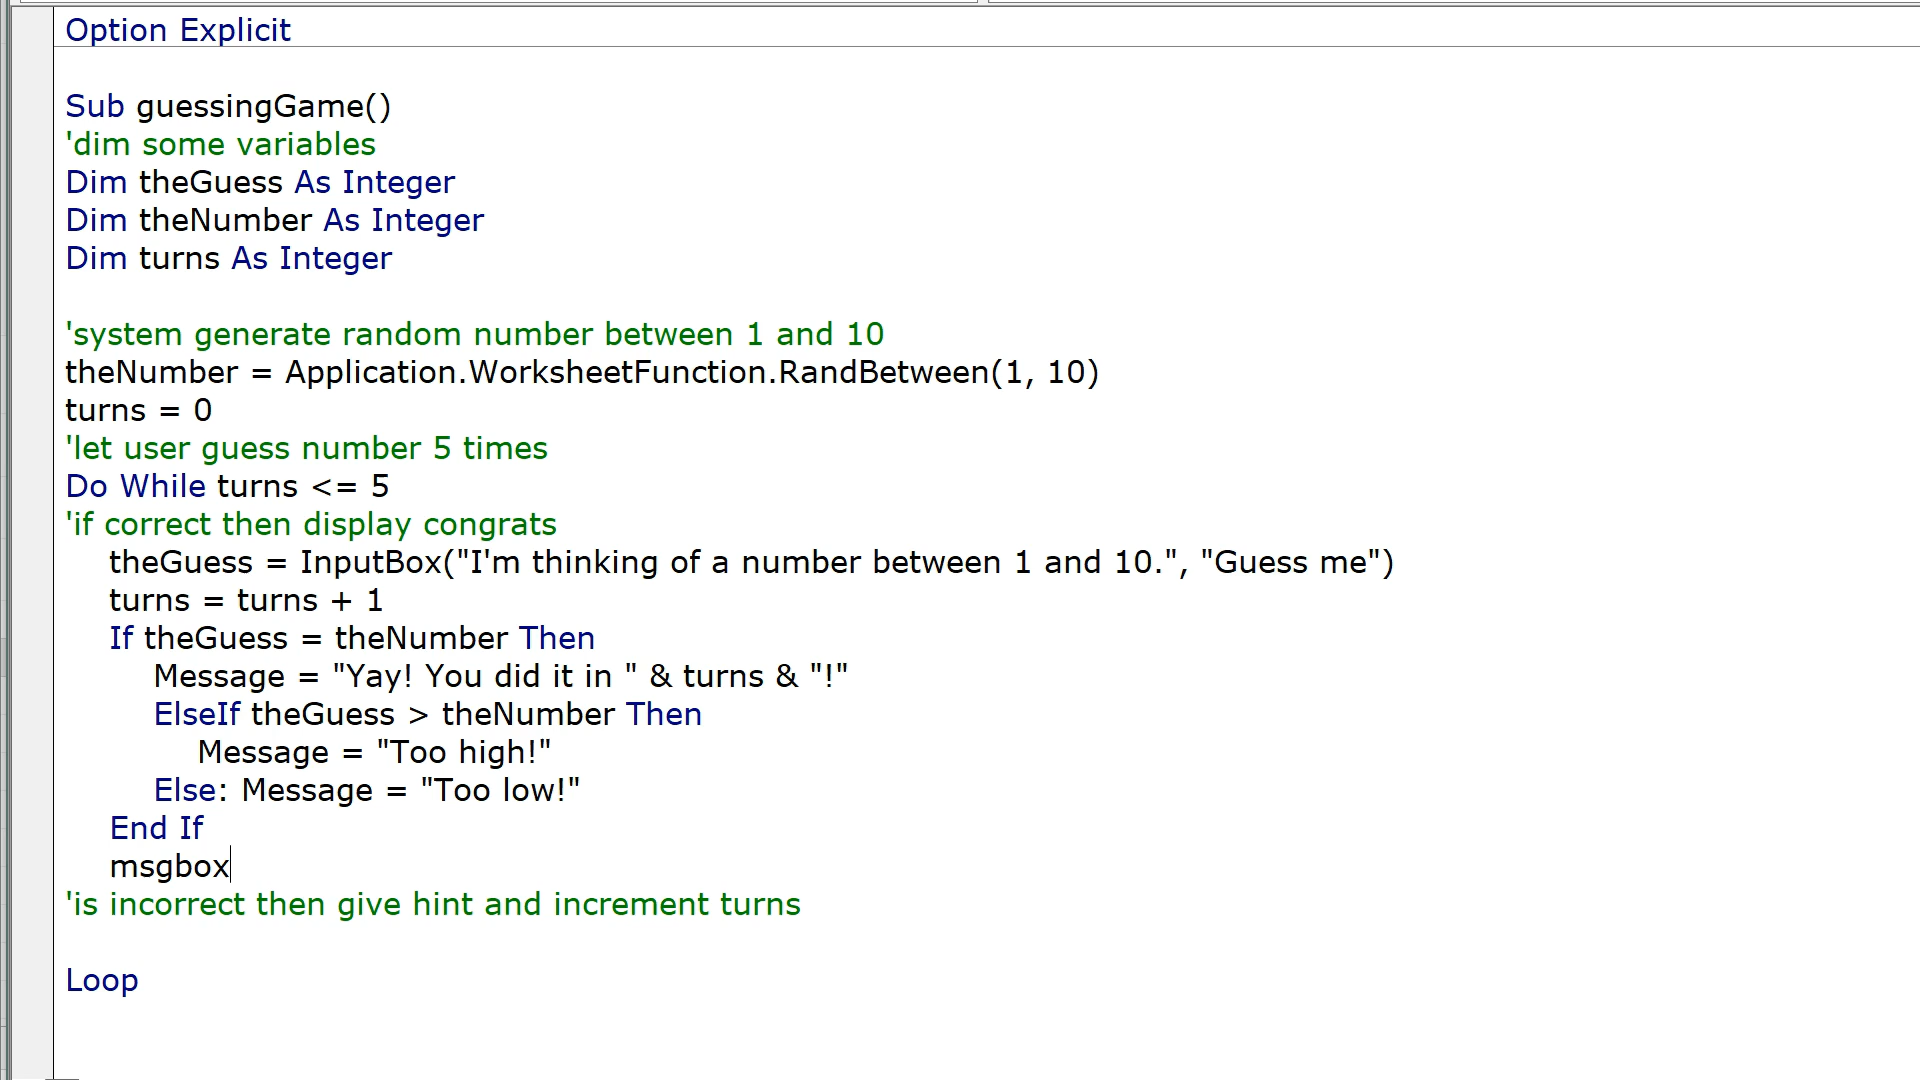 Option Explicit
Sub guessingGame()
'dim some variables
Dim theGuess As Integer
Dim theNumber As Integer
Dim turns As Integer
'system generate random number between 1 and 10
theNumber = Application.WorksheetFunction.RandBetween(1, 10)
turns = 0
'let user guess number 5 times
Do While turns <= 5
'if correct then display congrats
theGuess = InputBox("I'm thinking of a number between 1 and 10.", "Guess me")
turns = turns + 1
If theGuess = theNumber Then
Message = "Yay! You did it in " & turns & "!"
ElseIf theGuess > theNumber Then
Message = "Too high!"
Else: Message = "Too low!"
End If
msgbox
'is incorrect then give hint and increment turns
Loop